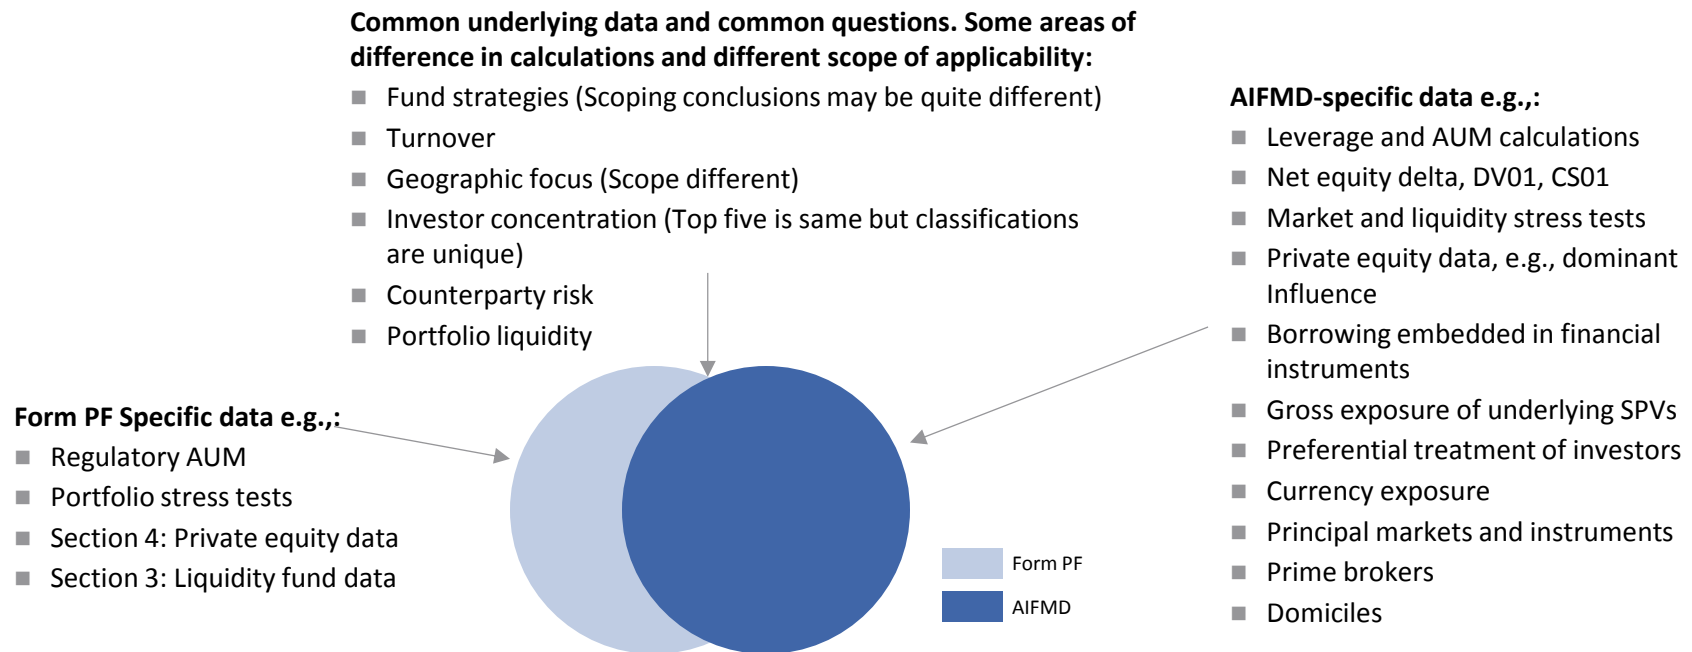 Common underlying data and common questions. Some areas of
difference in calculations and different scope of applicability:
Fund strategies (Scoping conclusions may be quite different)
Turnover
Geographic focus (Scope different)
Investor concentration (Top five is same but classifications
are unique)
Counterparty risk
Portfolio liquidity
AIFMD-specific data e.g.,:
Leverage and AUM calculations
Net equity delta, DV01, CS01
Market and liquidity stress tests
Private equity data, e.g., dominant
Influence
Borrowing embedded in financial
instruments
Gross exposure of underlying SPVs
Preferential treatment of investors
Currency exposure
Principal markets and instruments
Prime brokers
Domiciles
Form PF Specific data e.g.,:
Regulatory AUM
Portfolio stress tests
Section 4: Private equity data
Section 3: Liquidity fund data
Form PF
AIFMD